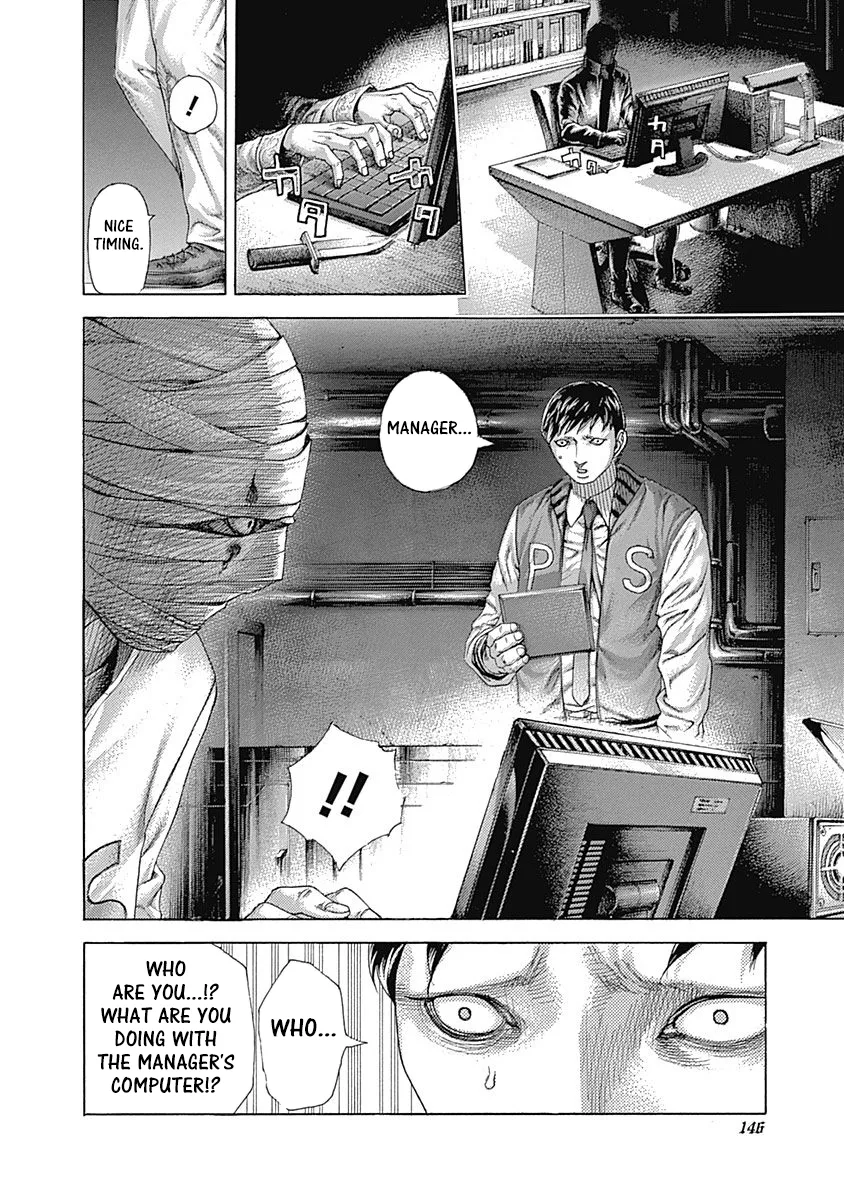 カ
タ
カタ
カタ
カタ
!
NICE
TIMING.
MANAGER...
P S
!!
WHO...
WHO
ARE YOU...!?
WHAT ARE YOU
DOING WITH
THE MANAGER'S
COMPUTER!?
146